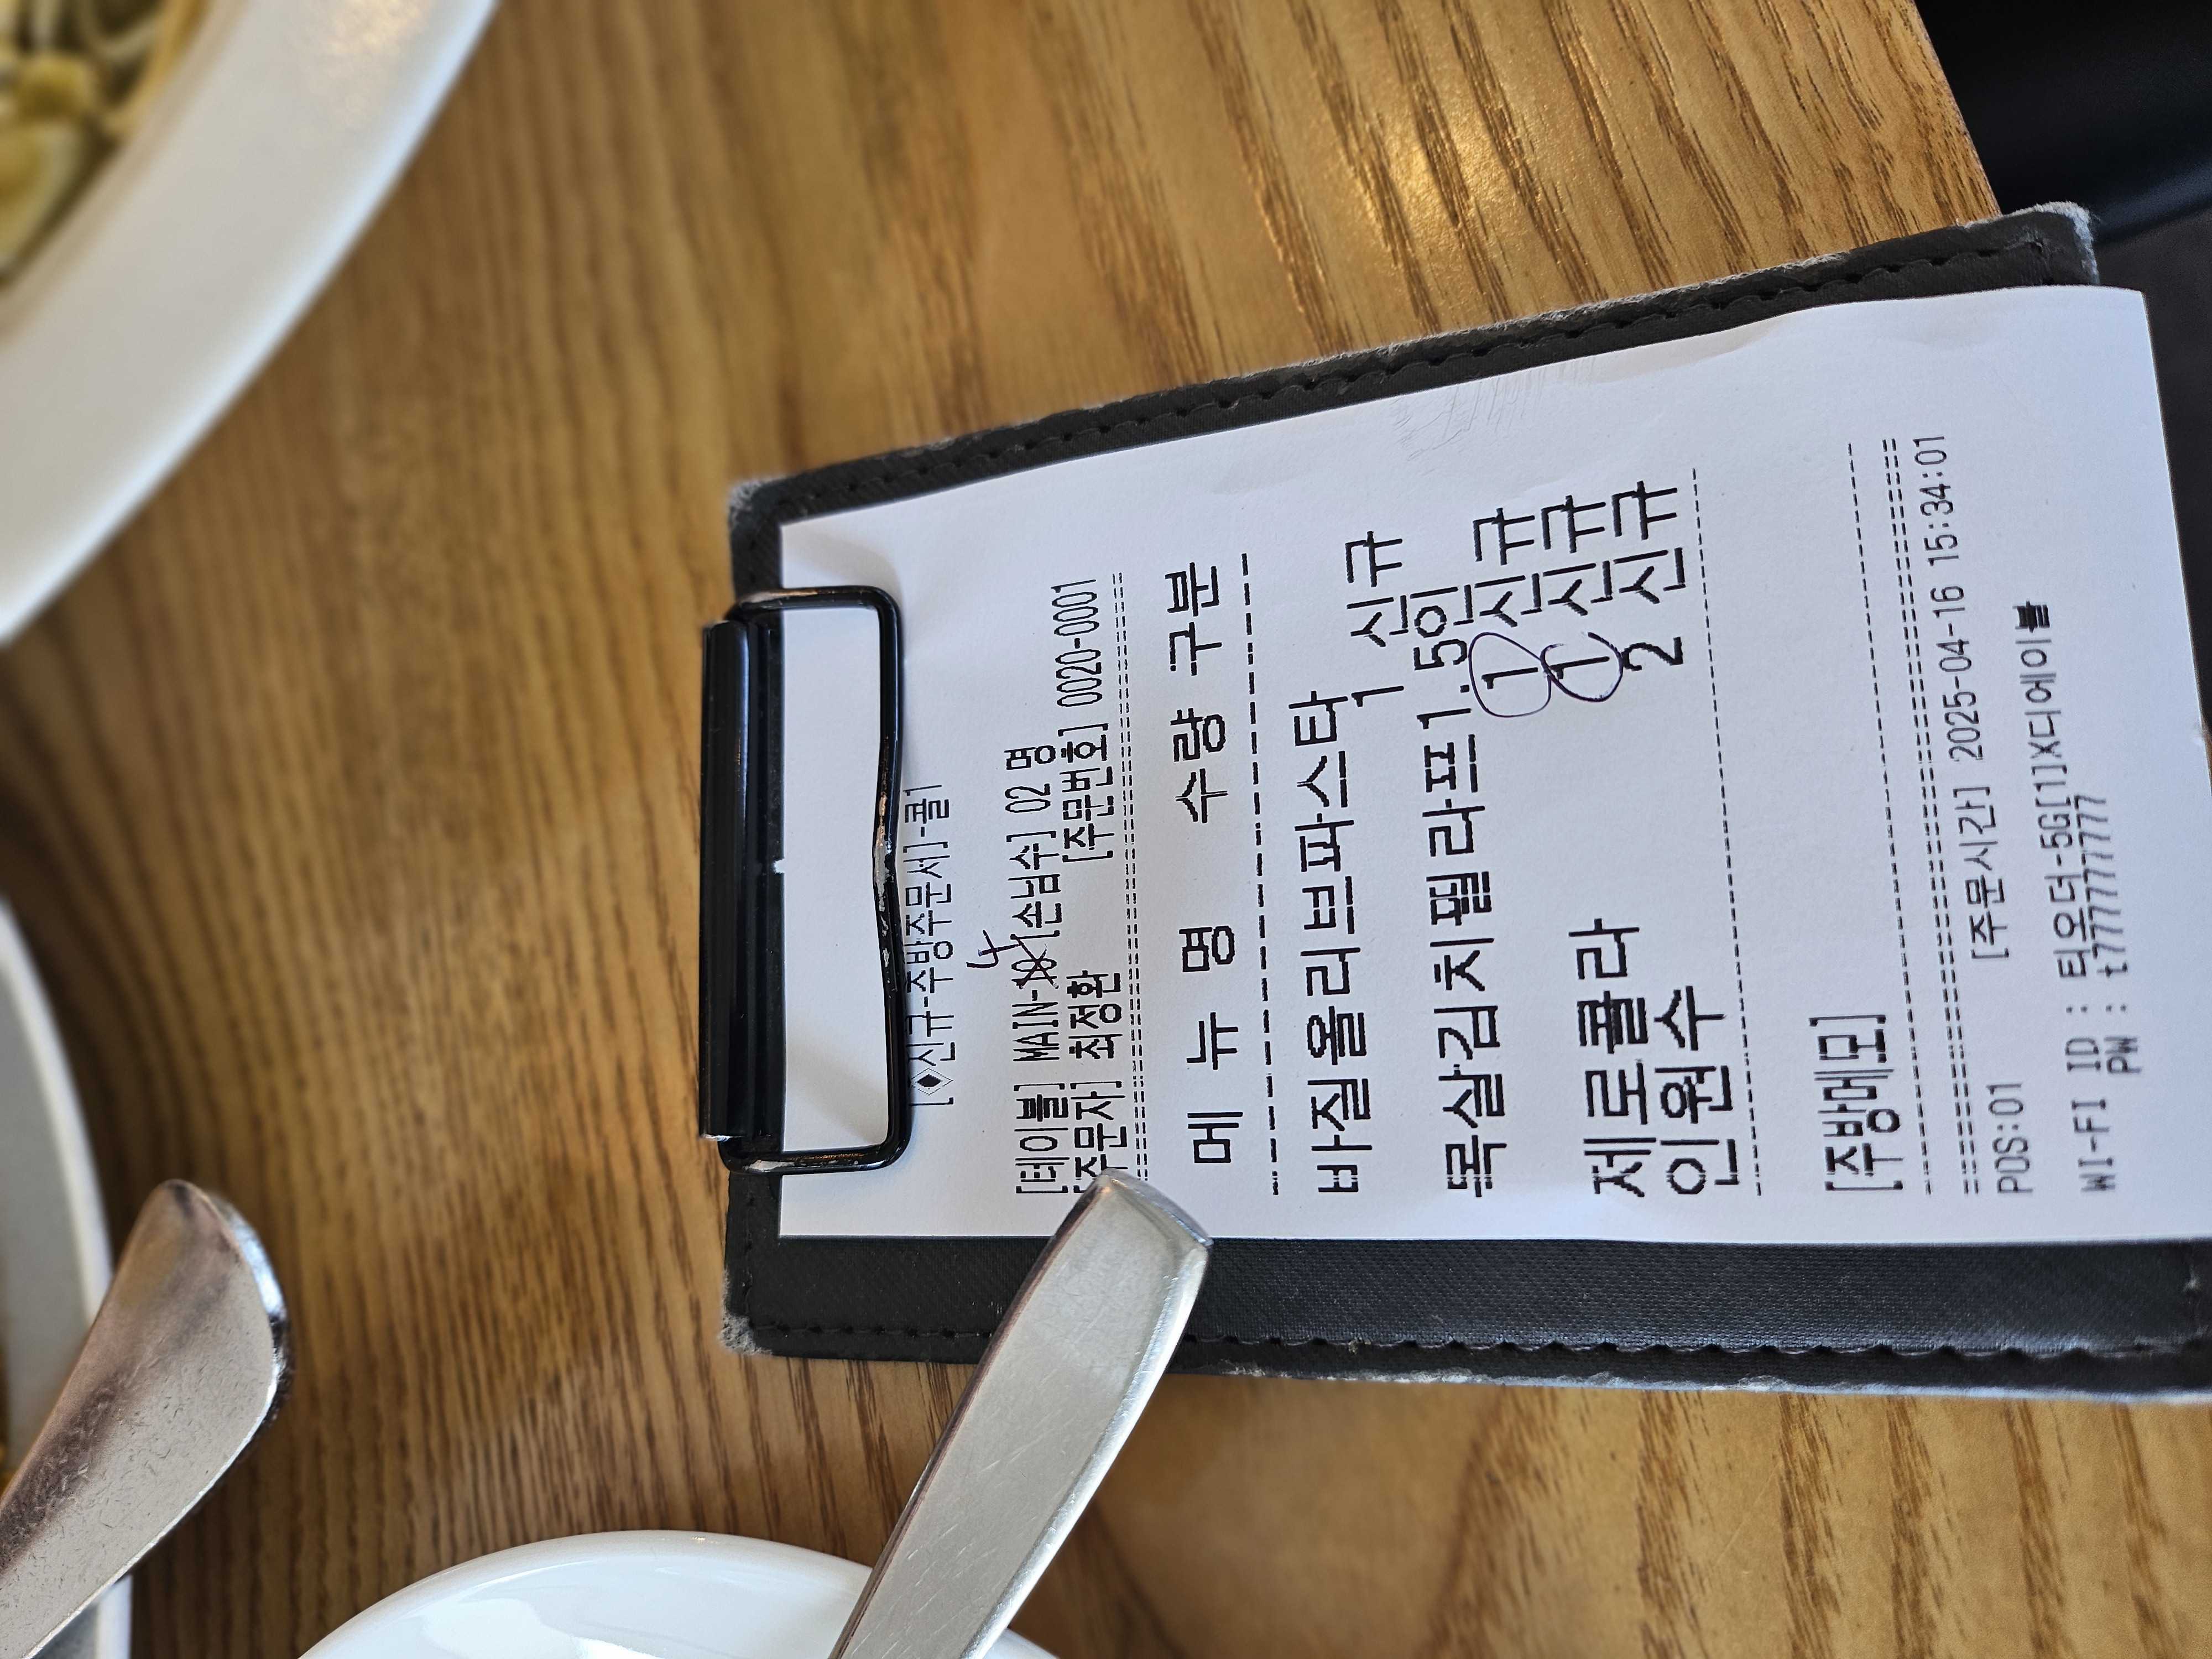 [◈신규-주방주문서]-콜1
4
[테이블] MAIN-10 [손님수] 02 명
[주문자] 최정환 [주문번호] 0020-0001
메 뉴 명 수량 구분
바질올리브파스타
1 신규
목살김치필라프1.5인
1 신규
제로콜라 1 신규
인원수 2 신규
[주방메모]
POS:01 [주문시간] 2025-04-16 15:34:01
WI-FI ID : 티오더-5G[1]X디에이블
PW : t777777777